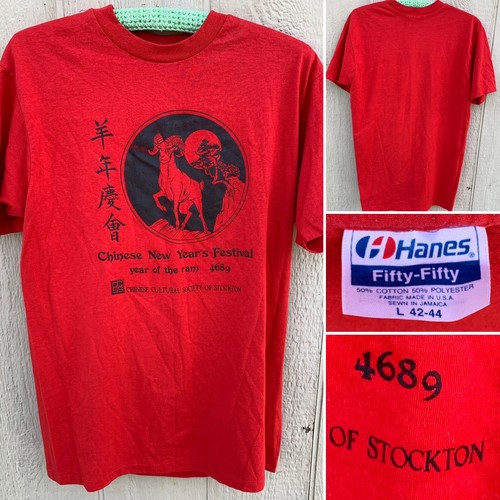 羊年慶會
Chinese New Year's Festival
year of the ram 4689
CHINESE CULTURAL SOCIETY OF STOCKTON
Hanes®
Fifty-Fifty
50% COTTON 50% POLYESTER
FABRIC MADE IN U.S.A.
SEWN IN JAMAICA
L 42-44
4689
OF STOCKTON